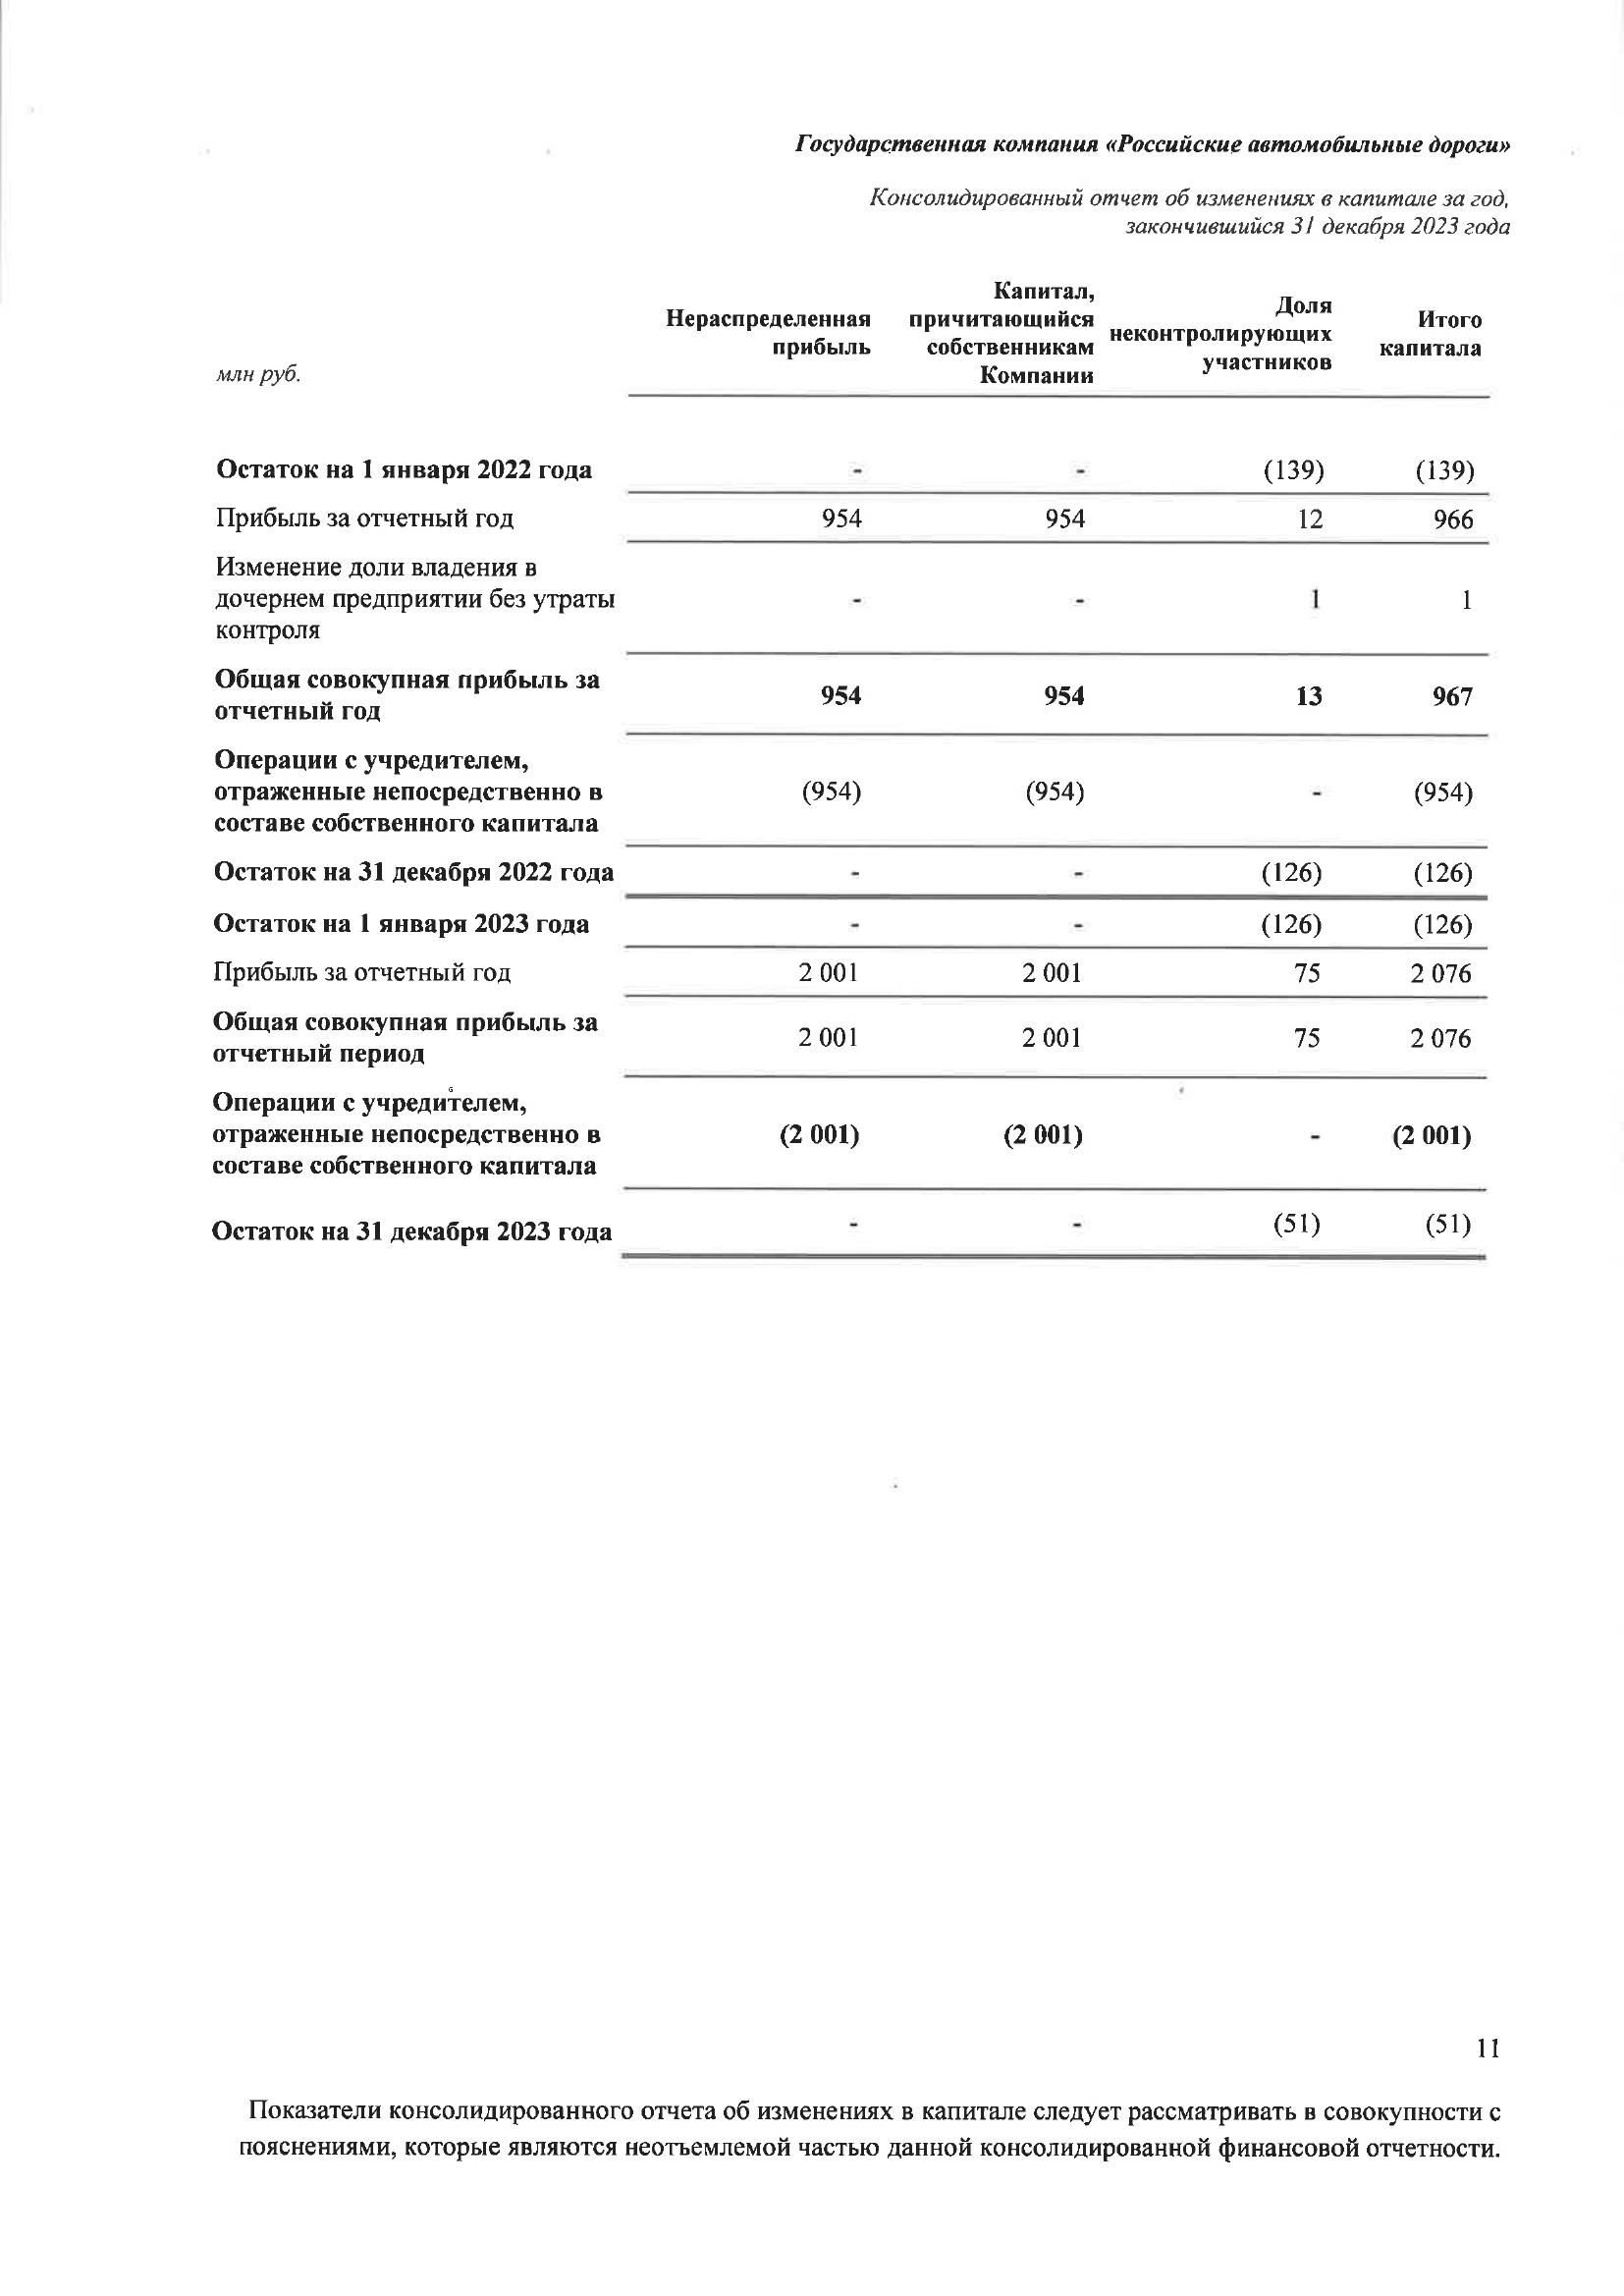 Государственная компания «Российские автомобильные дороги»
Консолидированный отчет об изменениях в капитале за год,
закончившийся 31 декабря 2023 года
млн руб.
Нераспределенная
прибыль
Капитал,
причитающийся
собственникам
Компании
Доля
неконтролирующих
участников
Итого
капитала
Остаток на 1 января 2022 года - - (139) (139)
Прибыль за отчетный год 954 954 12 966
Изменение доли владения в
дочернем предприятии без утраты - - 1 1
контроля
Общая совокупная прибыль за
отчетный год 954 954 13 967
Операции с учредителем,
отраженные непосредственно в (954) (954) - (954)
составе собственного капитала
Остаток на 31 декабря 2022 года - - (126) (126)
Остаток на 1 января 2023 года - - (126) (126)
Прибыль за отчетный год 2 001 2 001 75 2 076
Общая совокупная прибыль за
отчетный период 2 001 2 001 75 2 076
Операции с учредителем,
отраженные непосредственно в (2 001) (2 001) - (2 001)
составе собственного капитала
Остаток на 31 декабря 2023 года - - (51) (51)
11
Показатели консолидированного отчета об изменениях в капитале следует рассматривать в совокупности с
пояснениями, которые являются неотъемлемой частью данной консолидированной финансовой отчетности.